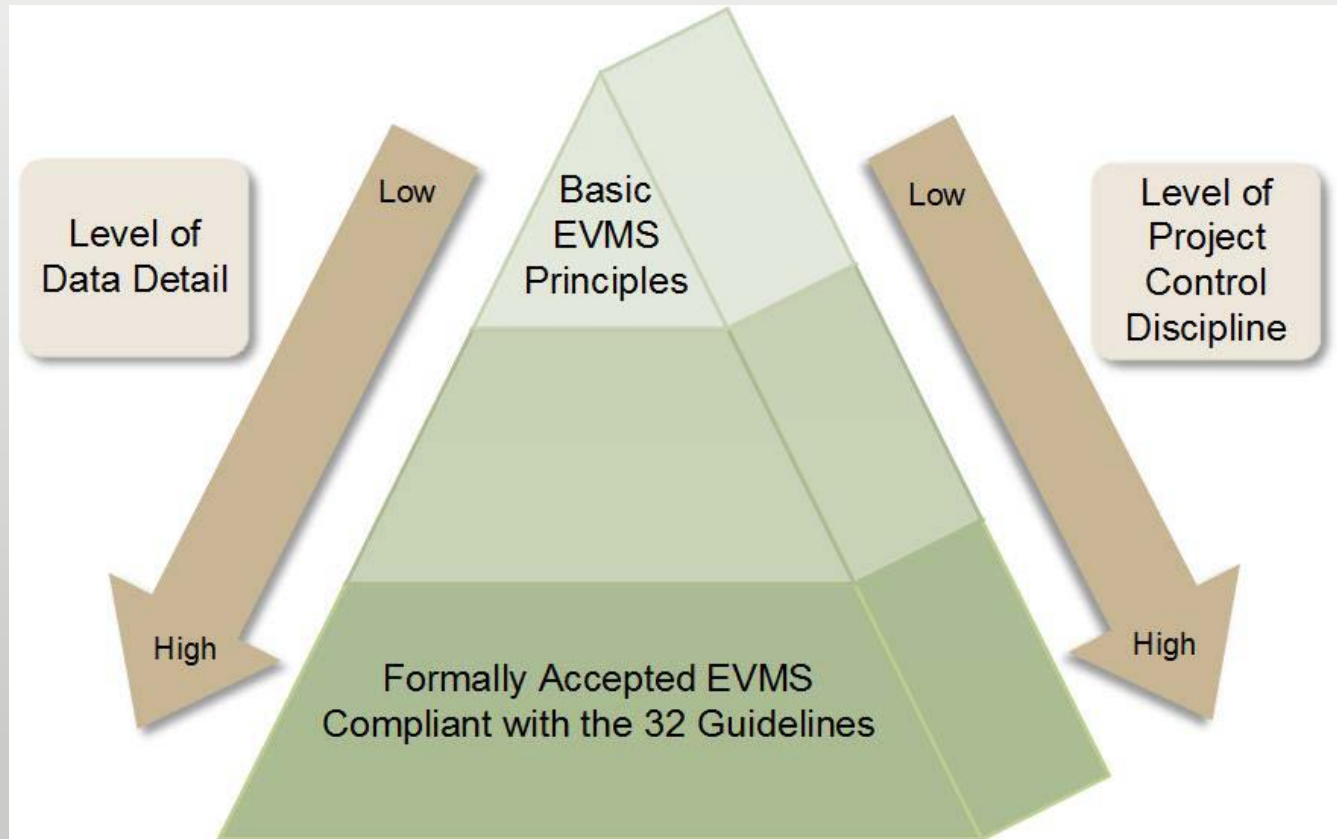 Level of
Data Detail
Low
High
Basic
EVMS
Principles
Formally Accepted EVMS
Compliant with the 32 Guidelines
Low
High
Level of
Project
Control
Discipline